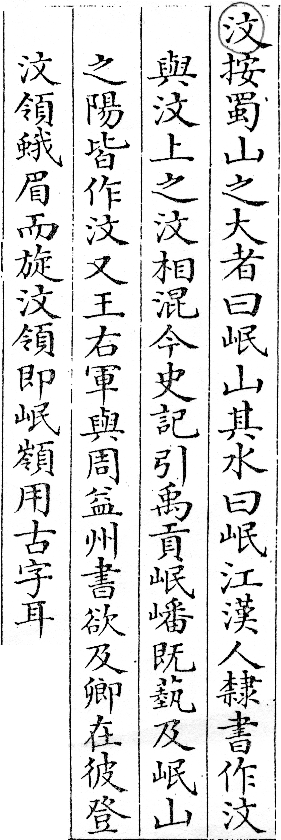 汶按蜀山之大者曰岷山其水曰岷江漢人隸書作汶
與汶上之汶相混今史記引禹貢岷嶓既蓺及岷山
之陽皆作汶又王右軍與周益州書欲及卿在彼登
汶領蛾眉而旋汶領即岷嶺用古字耳